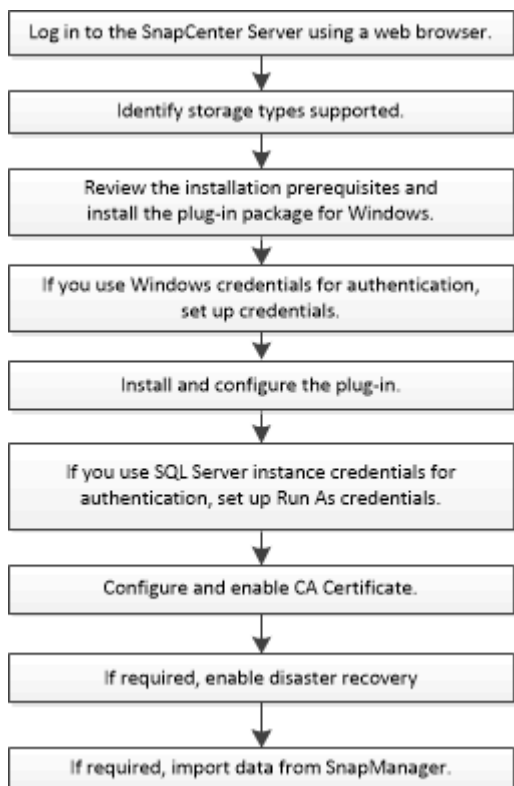 Log in to the SnapCenter Server using a web browser.
Identify storage types supported.
Review the installation prerequisites and
install the plug-in package for Windows.
If you use Windows credentials for authentication,
set up credentials.
Install and configure the plug-in.
If you use SQL Server instance credentials for
authentication, set up Run As credentials.
Configure and enable CA Certificate.
If required, enable disaster recovery
If required, import data from SnapManager.